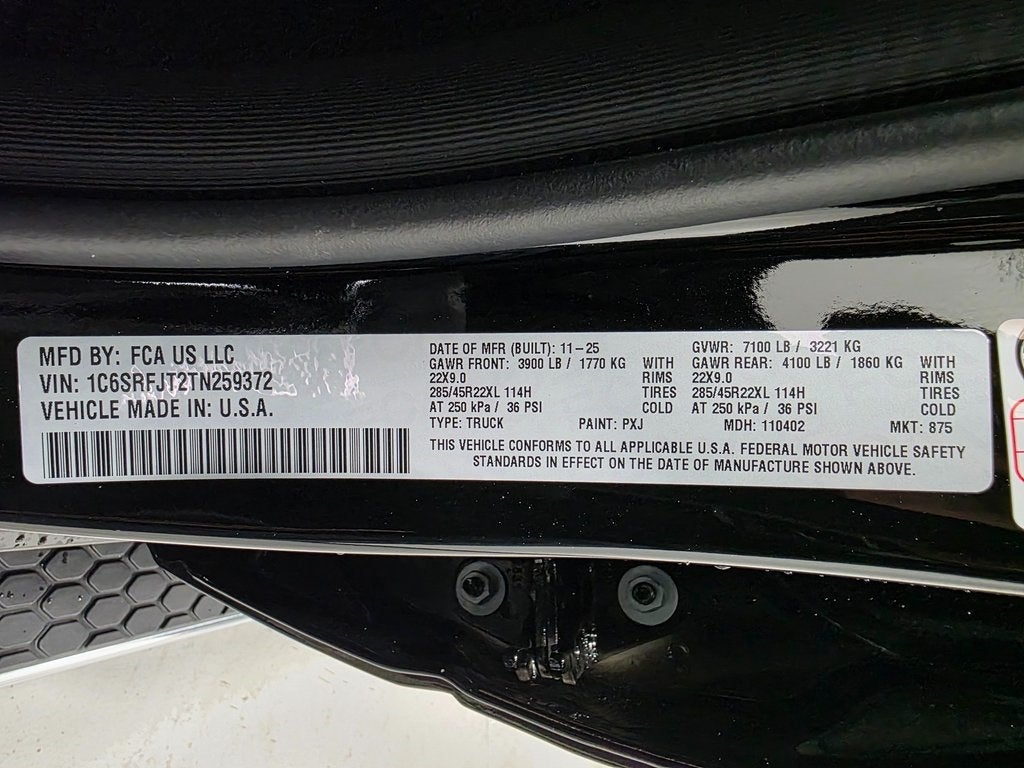 MFD BY: FCA US LLC
VIN: 1C6SRFJT2TN259372
VEHICLE MADE IN: U.S.A.
DATE OF MFR (BUILT): 11-25 GVWR: 7100 LB / 3221 KG
GAWR FRONT: 3900 LB / 1770 KG WITH GAWR REAR: 4100 LB / 1860 KG WITH
22X9.0 RIMS 22X9.0 RIMS
285/45R22XL 114H TIRES 285/45R22XL 114H TIRES
AT 250 kPa / 36 PSI COLD AT 250 kPa / 36 PSI COLD
TYPE: TRUCK PAINT: PXJ MDH: 110402 MKT: 875
THIS VEHICLE CONFORMS TO ALL APPLICABLE U.S.A. FEDERAL MOTOR VEHICLE SAFETY
STANDARDS IN EFFECT ON THE DATE OF MANUFACTURE SHOWN ABOVE.